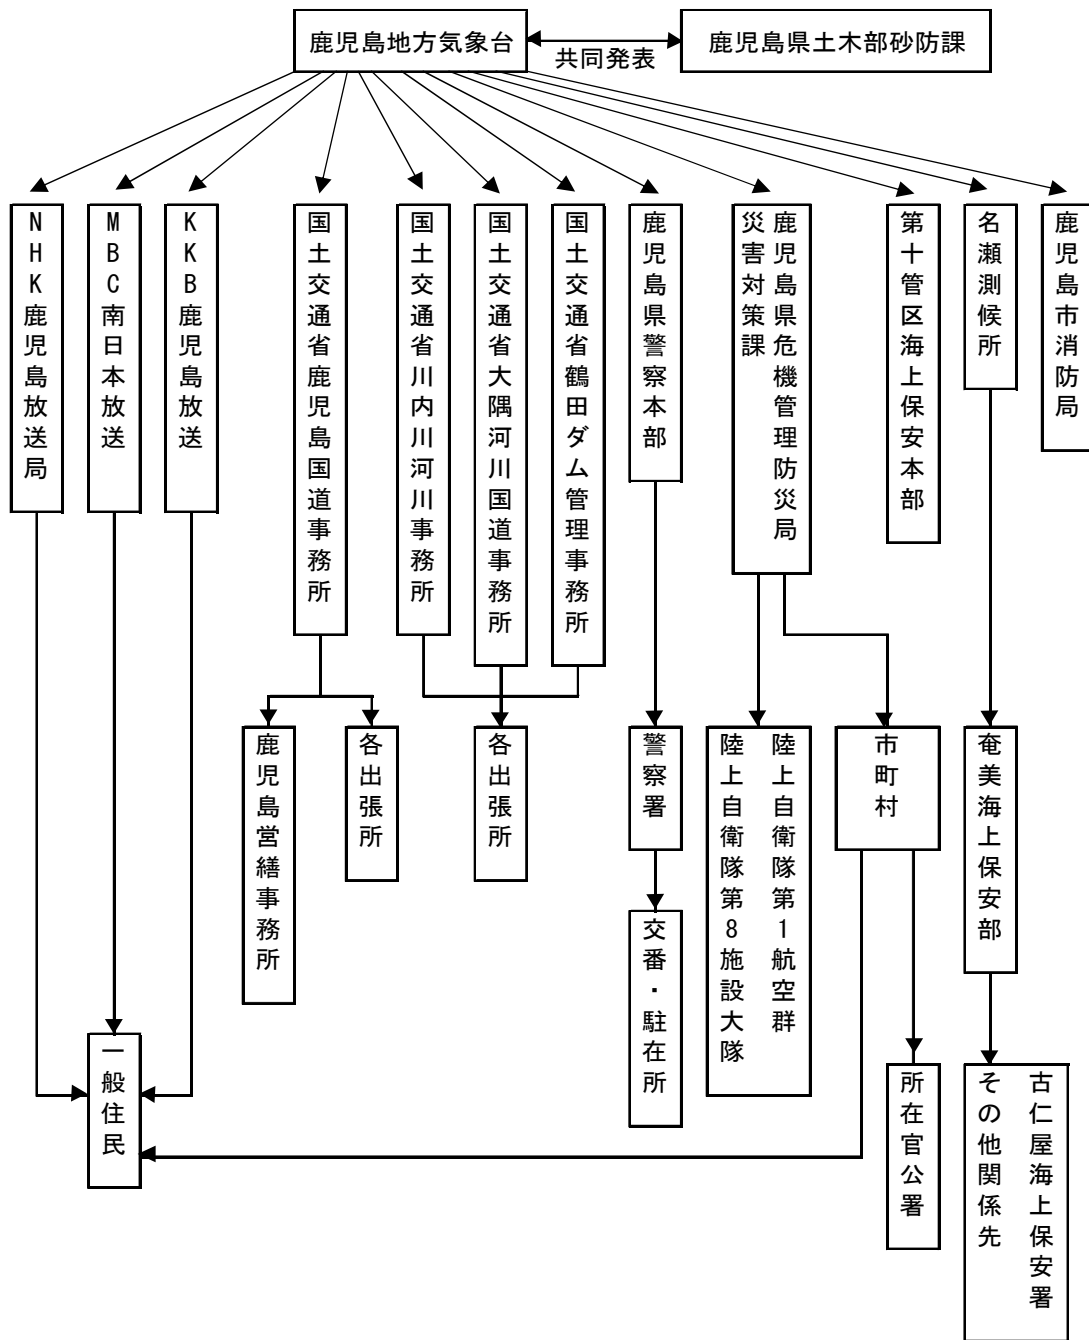 鹿児島地方気象台
共同発表
鹿児島県土木部砂防課
NHK鹿児島放送局
MBC南日本放送
KKB鹿児島放送
国土交通省鹿児島国道事務所
国土交通省川内川河川事務所
国土交通省大隅河川国道事務所
国土交通省鶴田ダム管理事務所
鹿児島県警察本部
鹿児島県危機管理防災局
災害対策課
第十管区海上保安本部
名瀬測候所
鹿児島市消防局
鹿児島営繕事務所
各出張所
各出張所
警察署
陸上自衛隊第1航空群
陸上自衛隊第8施設大隊
市町村
奄美海上保安部
交番・駐在所
一般住民
所在官公署
古仁屋海上保安署
その他関係先